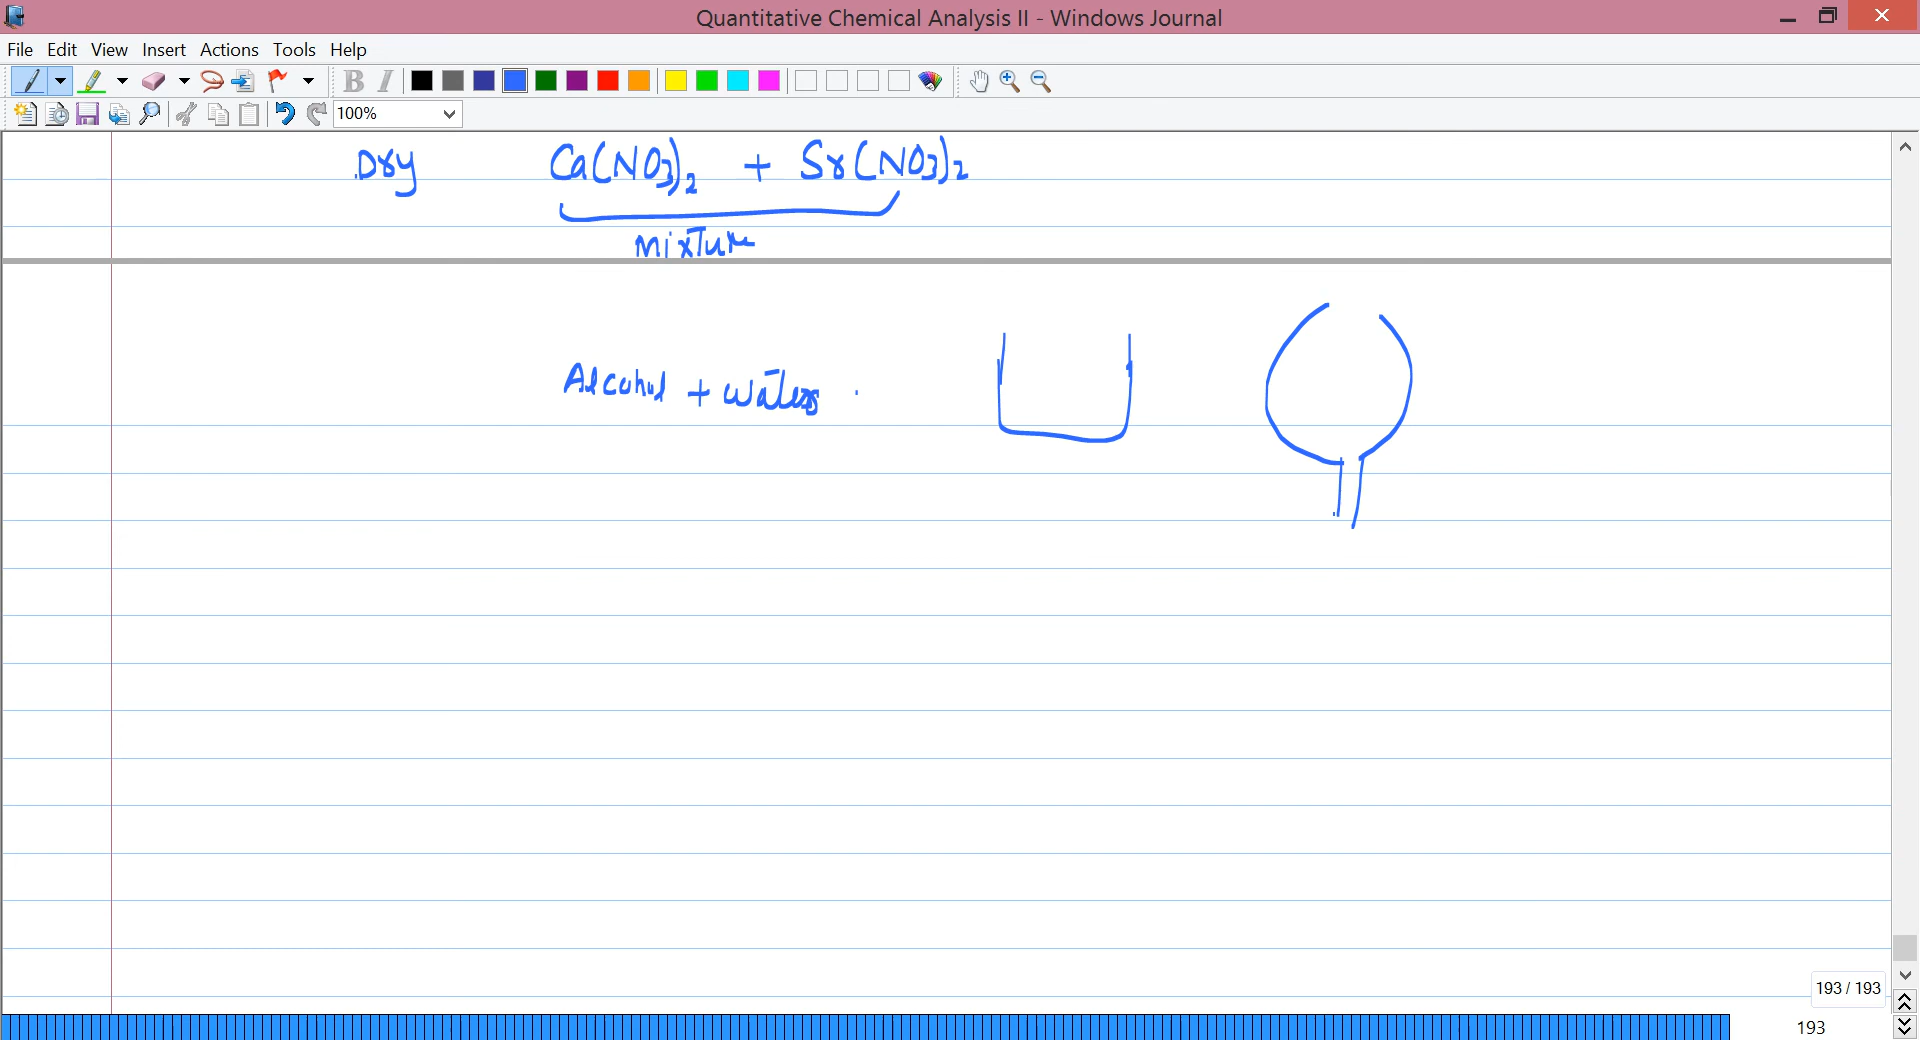 Quantitative Chemical Analysis II - Windows Journal
File Edit View Insert Actions Tools Help
B I
100%
Dry Ca(NO3)2 + Sr(NO3)2
Mixture
Alcohol + Waters
193 / 193
193